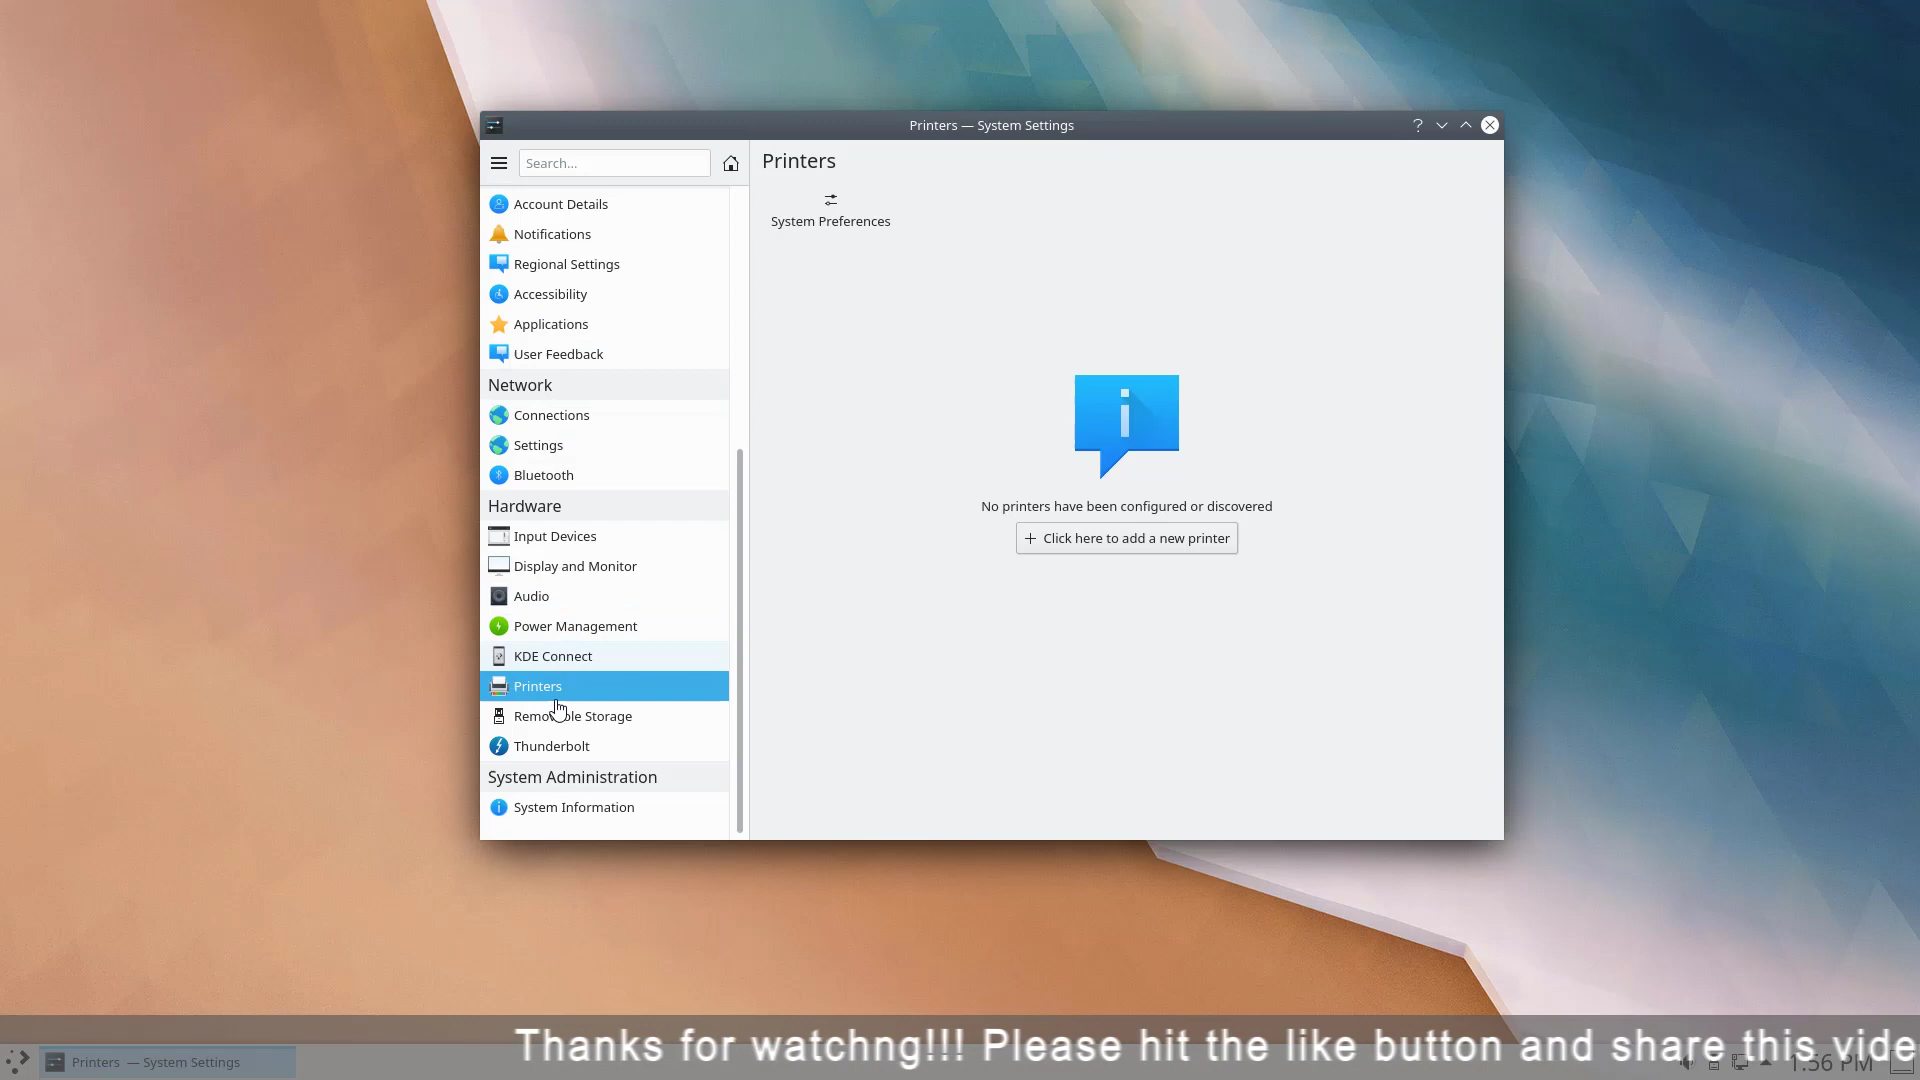 Printers — System Settings
Search...
Printers
System Preferences
Account Details
Notifications
Regional Settings
Accessibility
Applications
User Feedback
Network
Connections
Settings
Bluetooth
Hardware
Input Devices
Display and Monitor
Audio
Power Management
KDE Connect
Printers
Removable Storage
Thunderbolt
System Administration
System Information
No printers have been configured or discovered
Click here to add a new printer
Thanks for watchng!!! Please hit the like button and share this vide
Printers — System Settings
1:56 PM